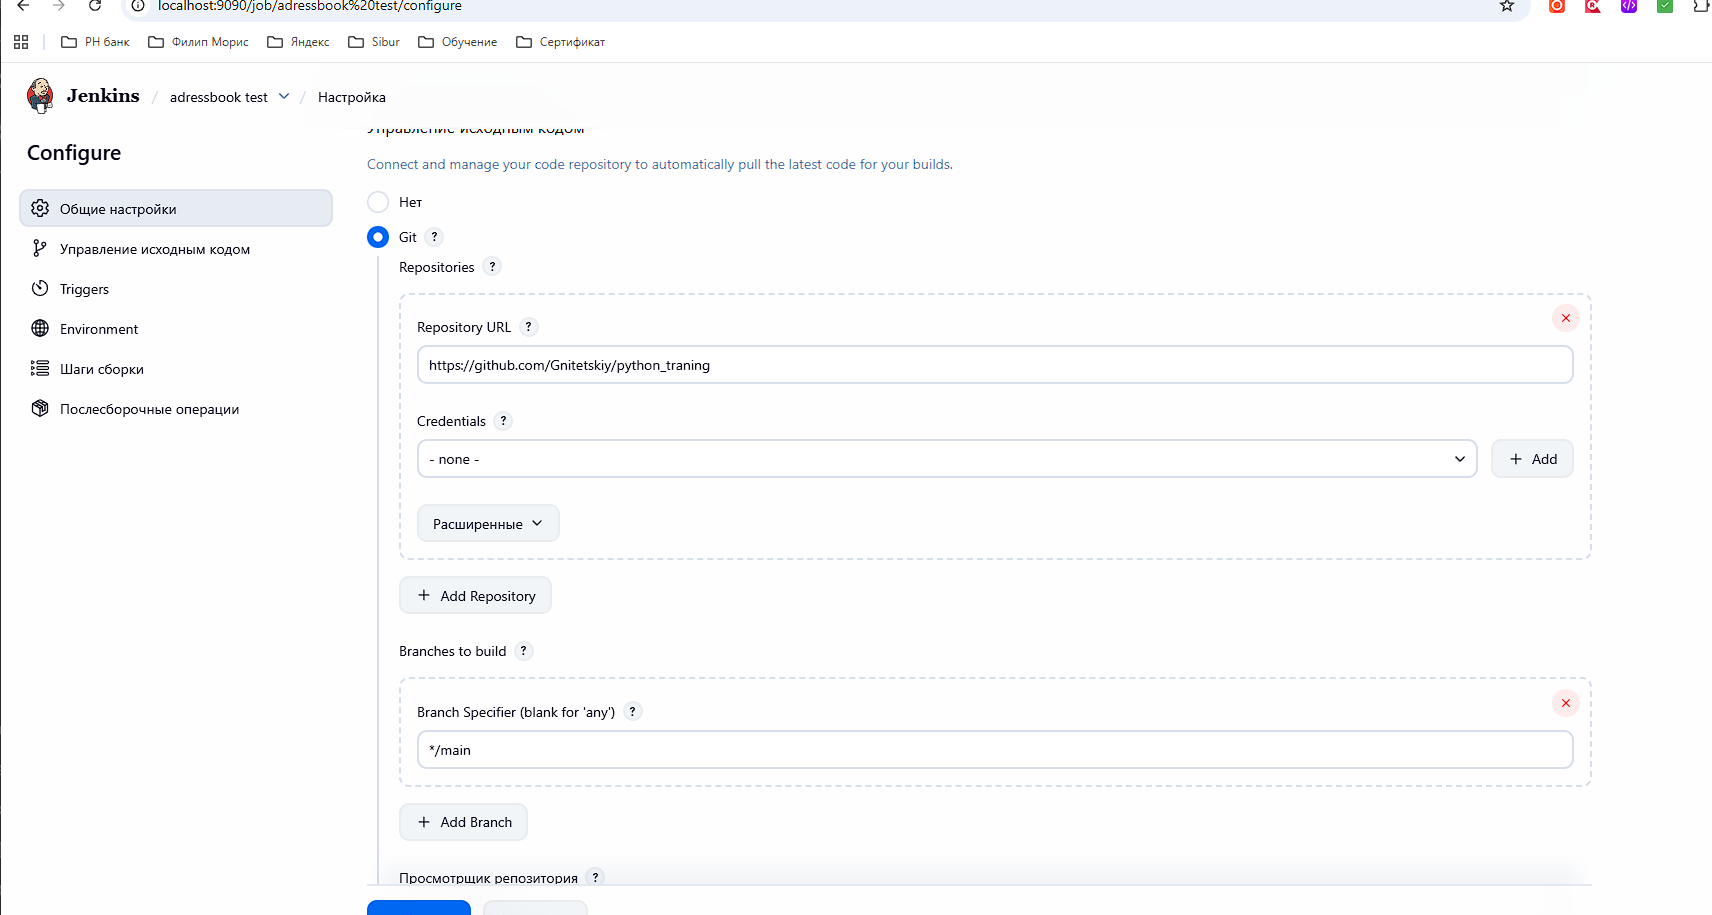 localhost:9090/job/adressbook%20test/configure
РН банк
Филип Морис
Яндекс
Sibur
Обучение
Сертификат
Jenkins / adressbook test / Настройка
Configure
Общие настройки
Управление исходным кодом
Triggers
Environment
Шаги сборки
Послесборочные операции
Управление исходным кодом
Connect and manage your code repository to automatically pull the latest code for your builds.
Нет
Git ?
Repositories ?
Repository URL ?
https://github.com/Gnitetskiy/python_traning
Credentials ?
- none -
+ Add
Расширенные
+ Add Repository
Branches to build ?
Branch Specifier (blank for 'any') ?
*/main
+ Add Branch
Просмотрщик репозитория ?